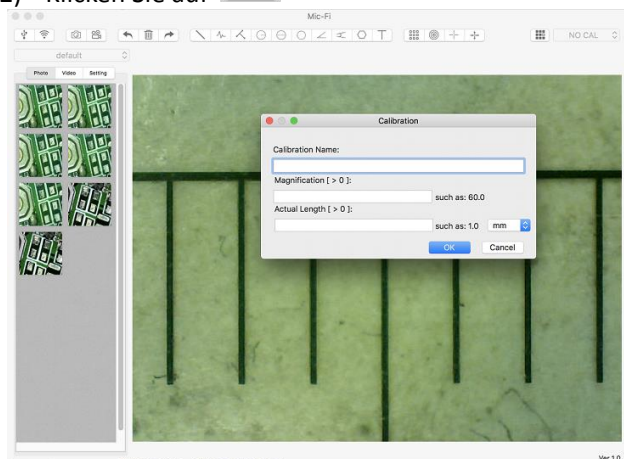 2) Klicken Sie auf
Mic-Fi
default
NO CAL
Photo Video Setting
Calibration
Calibration Name:
Magnification [ > 0 ]:
such as: 60.0
Actual Length [ > 0 ]:
such as: 1.0 mm
OK Cancel
Ver 1.0